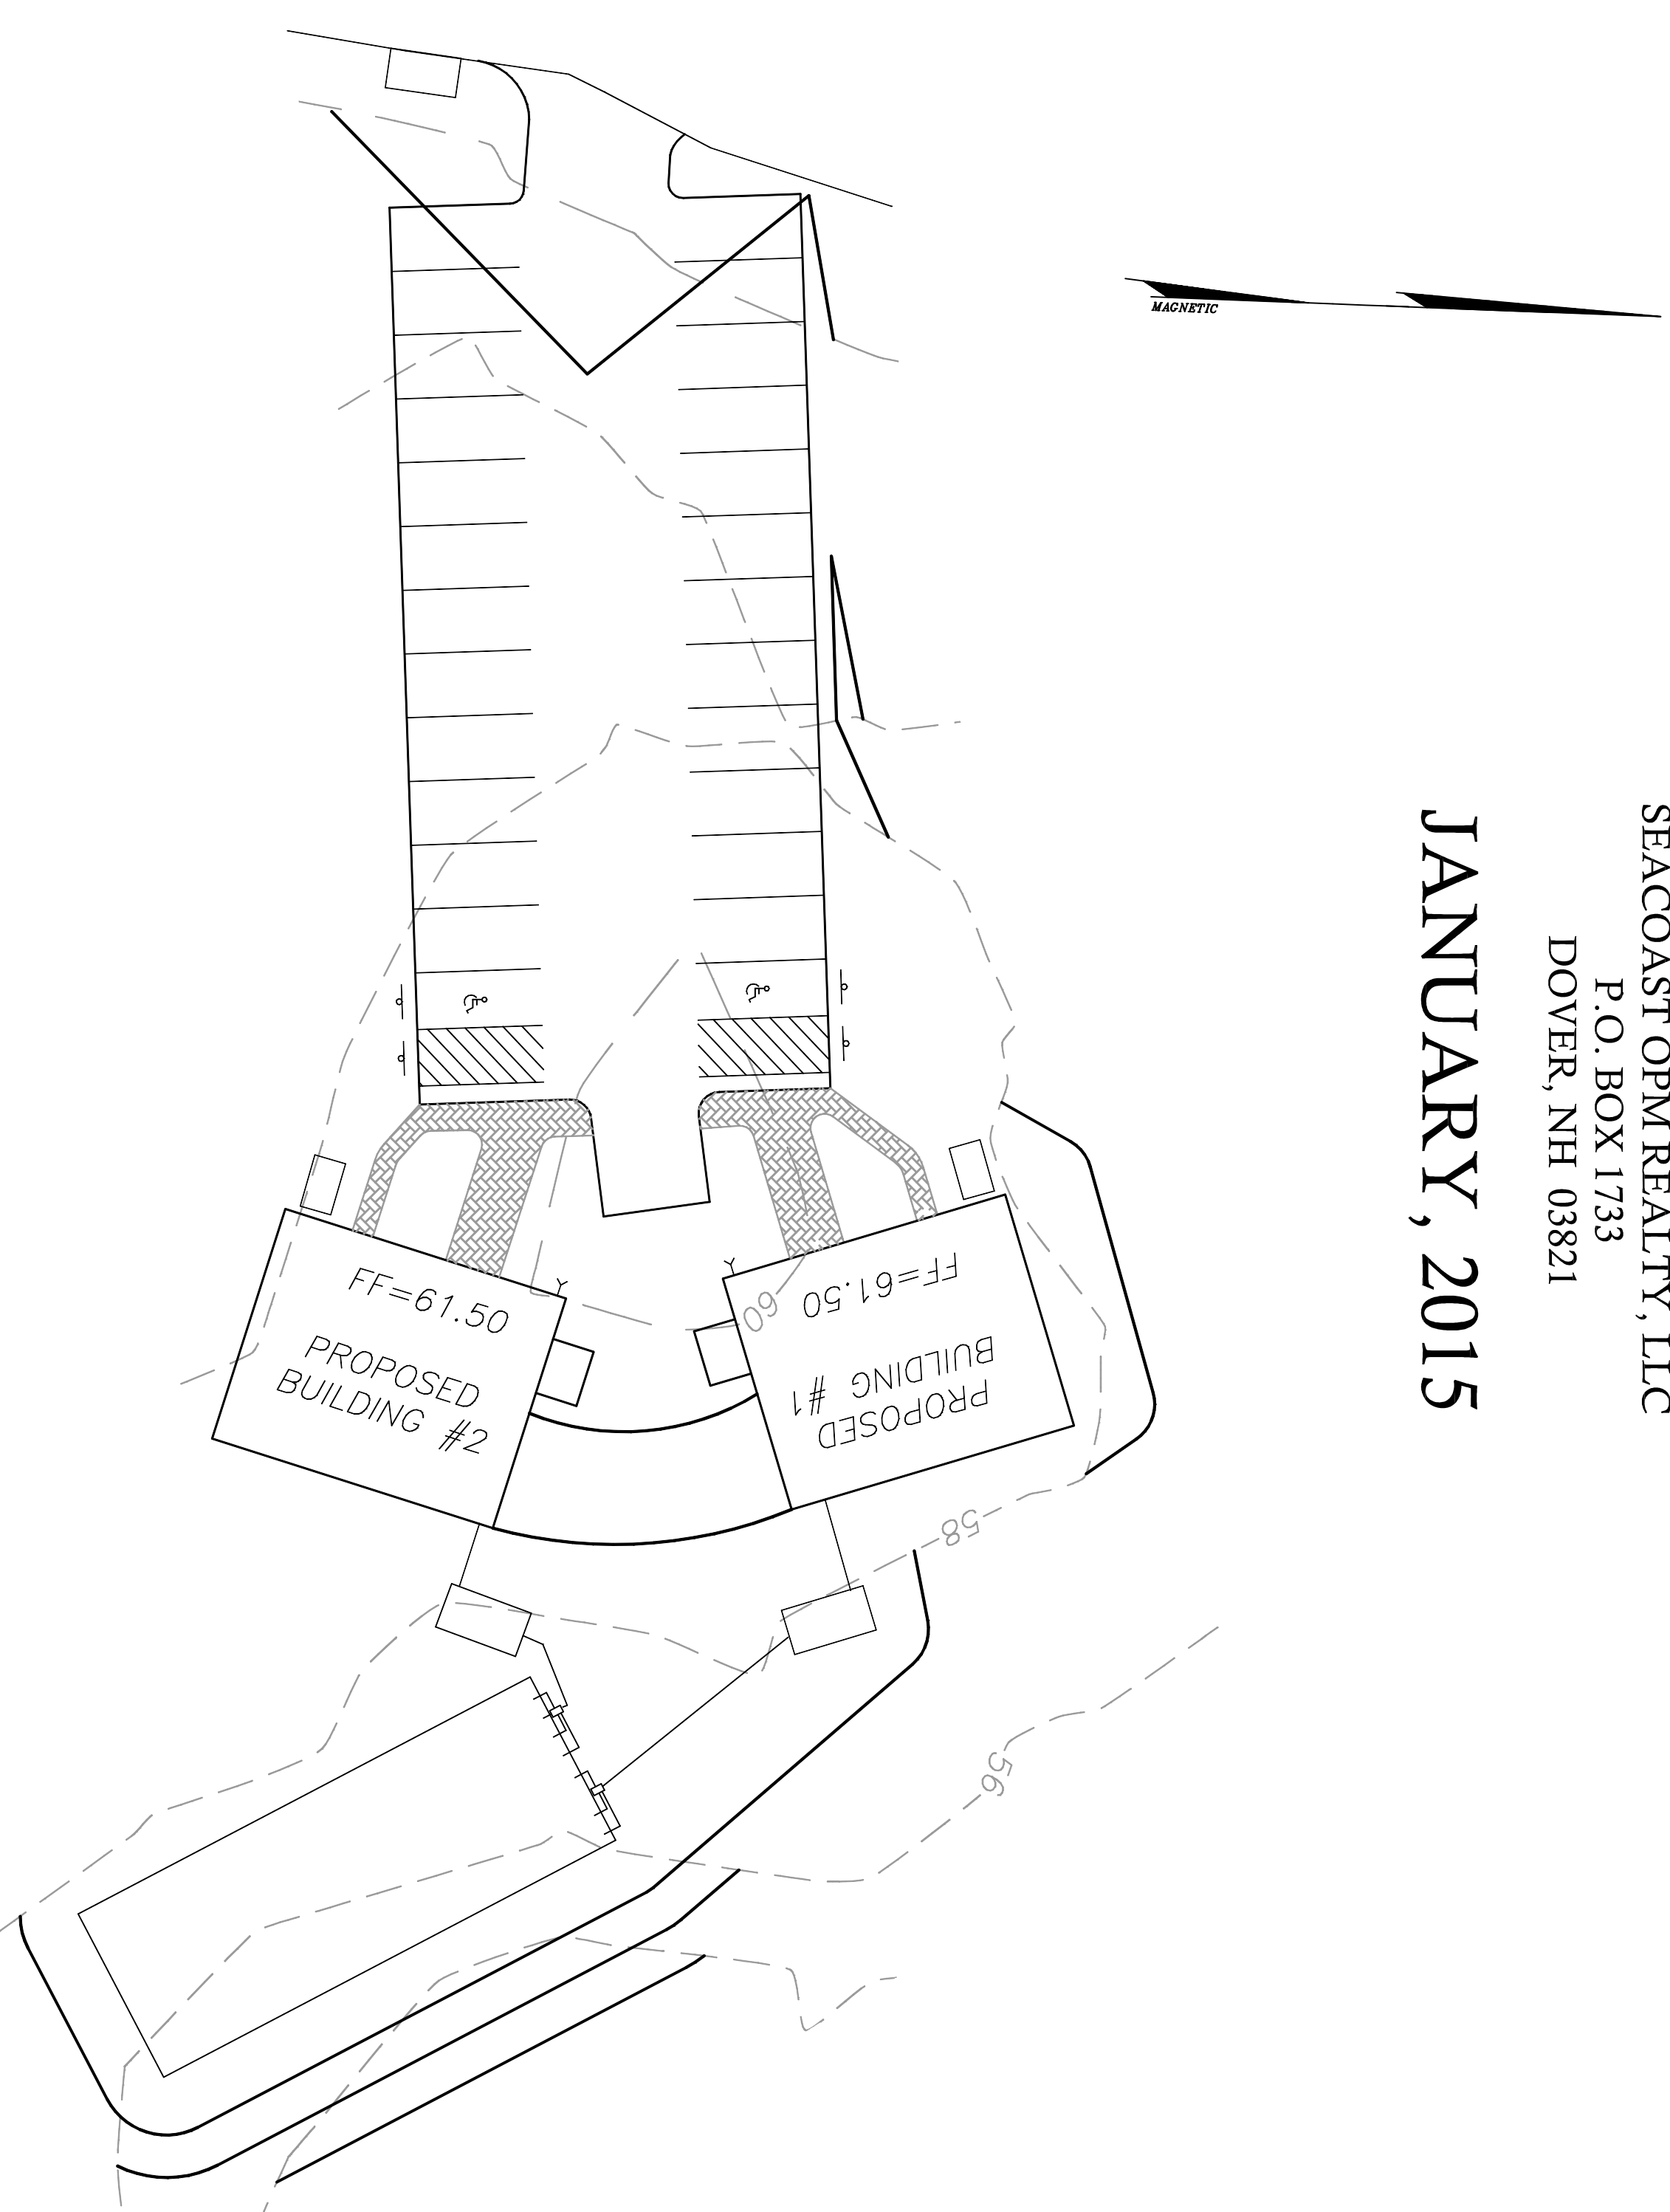 MAGNETIC
SEACOAST OPM REALTY, LLC
P.O. BOX 1733
DOVER, NH 03821
JANUARY, 2015
FF=61.50
PROPOSED
BUILDING #2
FF=61.50
PROPOSED
BUILDING #1
60
58
56